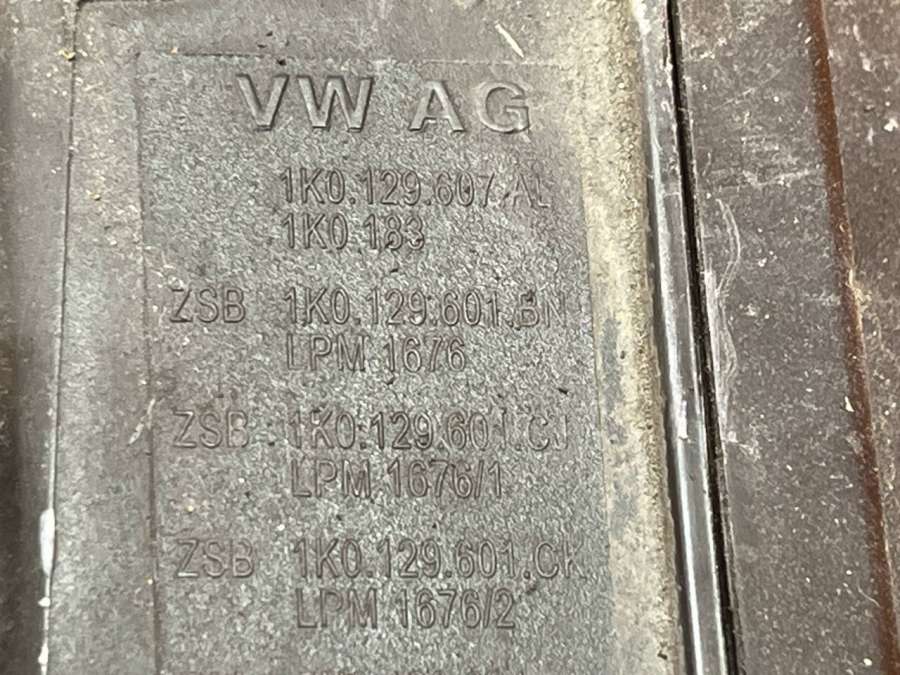 VW AG
1K0.129.607.AL
1K0.183
ZSB 1K0.129.601.BN
LPM 1676
ZSB 1K0.129.601.CJ
LPM 1676/1
ZSB 1K0.129.601.CK
LPM 1676/2